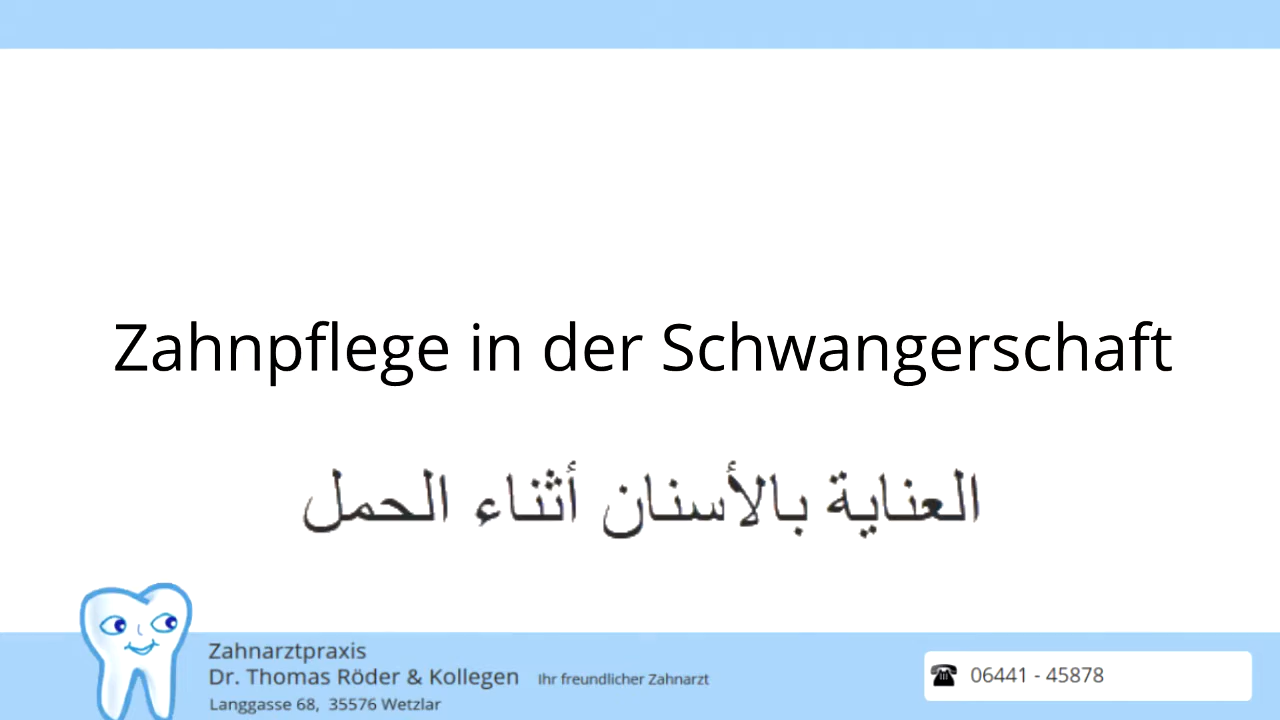 Zahnpflege in der Schwangerschaft
العناية بالأسنان أثناء الحمل
Zahnarztpraxis
Dr. Thomas Röder & Kollegen Ihr freundlicher Zahnarzt
Langgasse 68, 35576 Wetzlar
06441 - 45878